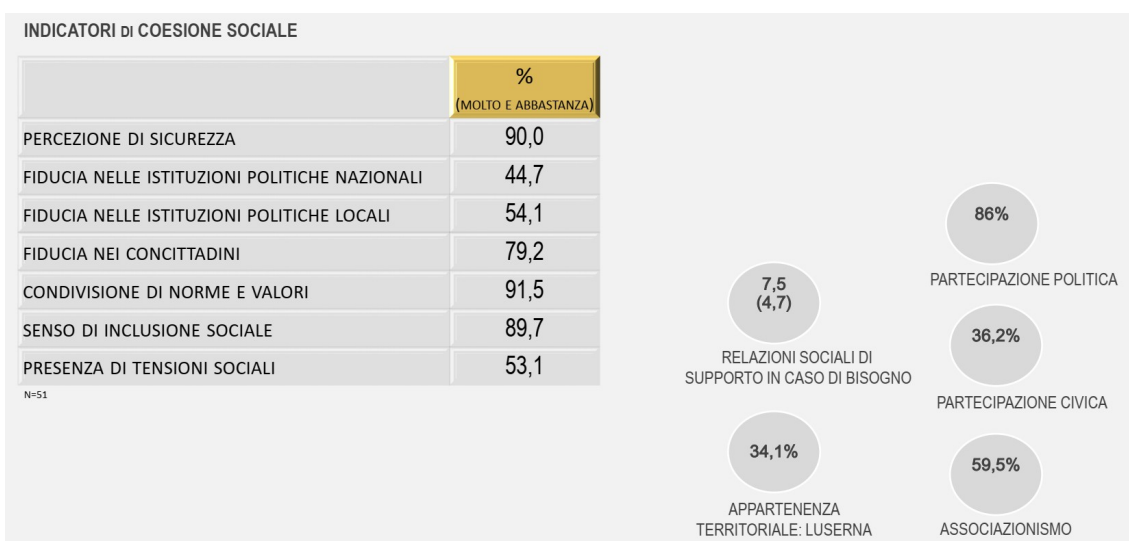 INDICATORI DI COESIONE SOCIALE
%
(MOLTO E ABBASTANZA)
PERCEZIONE DI SICUREZZA 90,0
FIDUCIA NELLE ISTITUZIONI POLITICHE NAZIONALI 44,7
FIDUCIA NELLE ISTITUZIONI POLITICHE LOCALI 54,1
FIDUCIA NEI CONCITTADINI 79,2
CONDIVISIONE DI NORME E VALORI 91,5
SENSO DI INCLUSIONE SOCIALE 89,7
PRESENZA DI TENSIONI SOCIALI 53,1
N=51
7,5
(4,7)
RELAZIONI SOCIALI DI
SUPPORTO IN CASO DI BISOGNO
34,1%
APPARTENENZA
TERRITORIALE: LUSERNA
86%
PARTECIPAZIONE POLITICA
36,2%
PARTECIPAZIONE CIVICA
59,5%
ASSOCIAZIONISMO